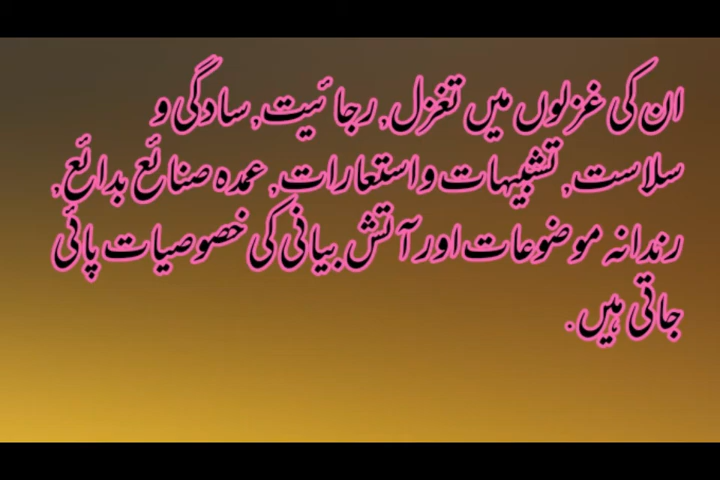 ان کی غزلوں میں تغزل, رجائیت, سادگی و
سلاست, تشبیہات و استعارات, عمدہ صنائع بدائع,
رندانہ موضوعات اور آتش بیانی کی خصوصیات پائی
جاتی ہیں.